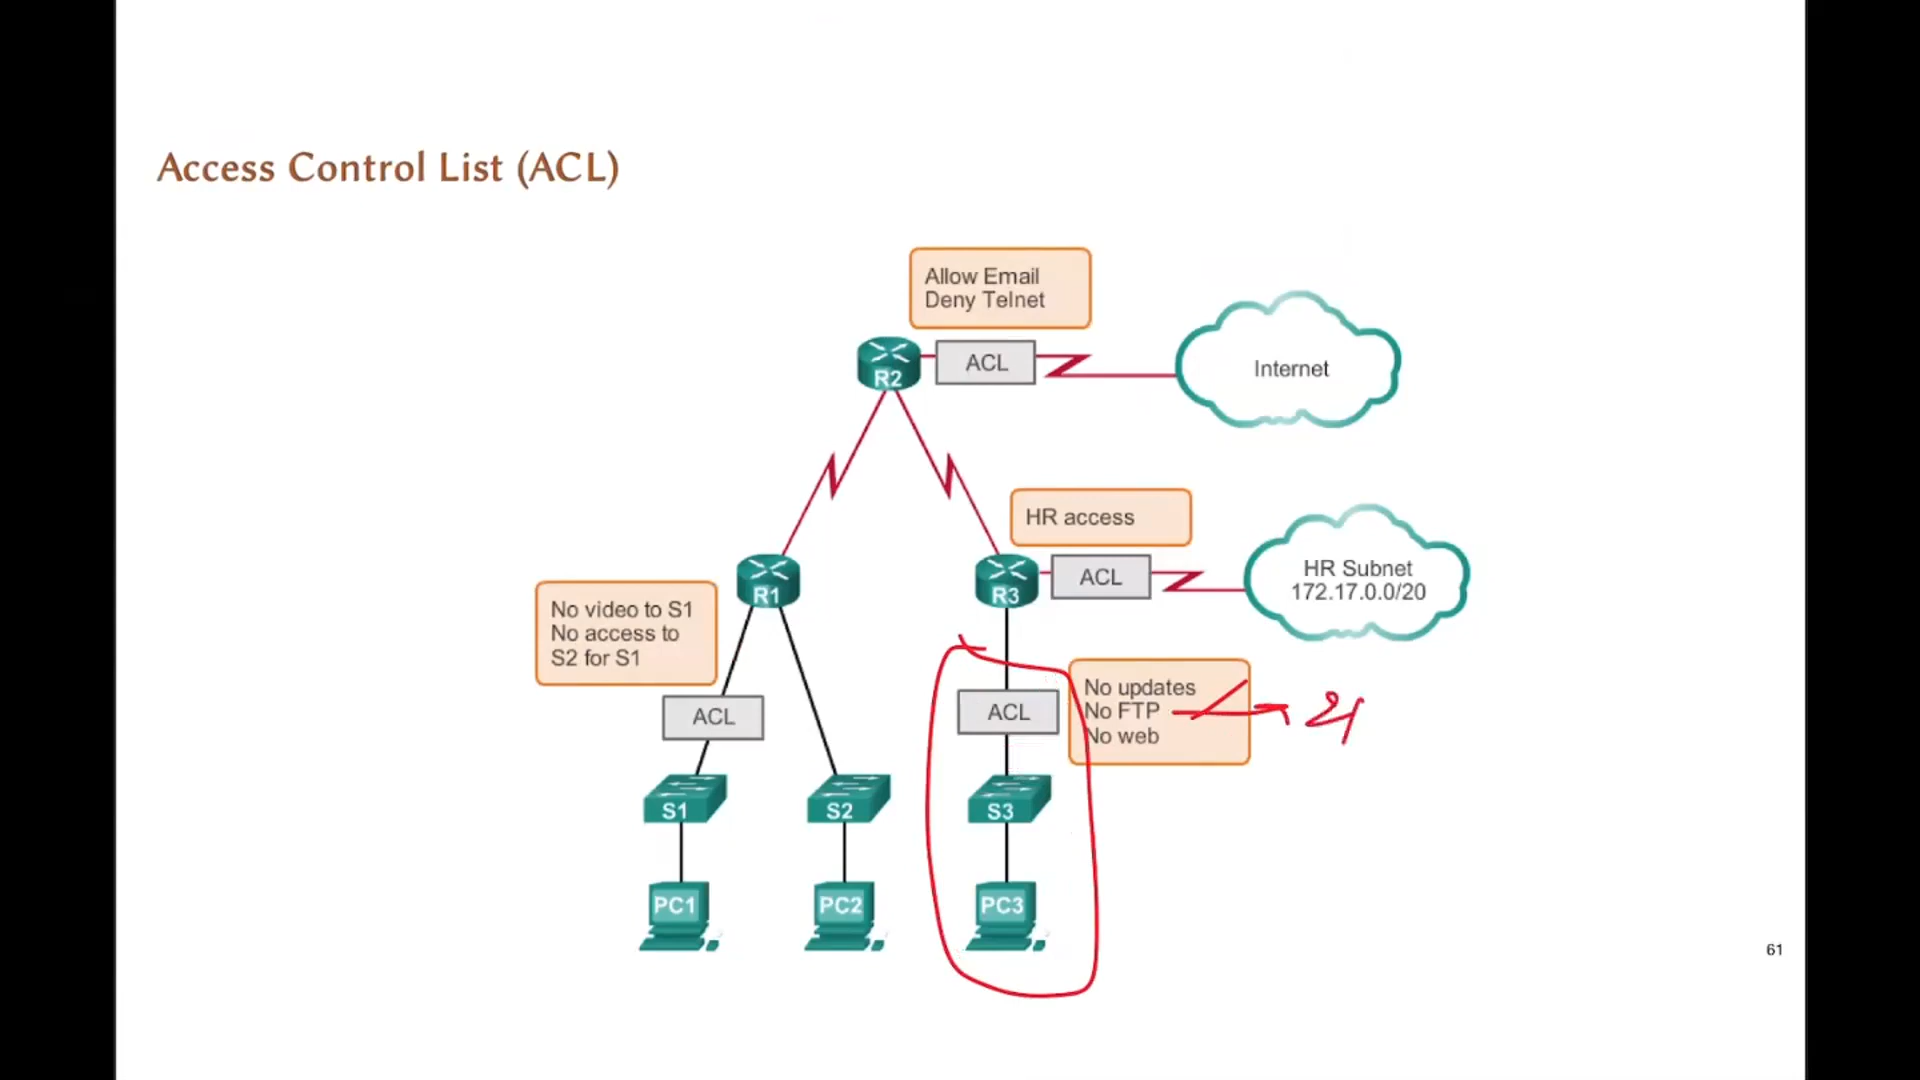 Access Control List (ACL)
Allow Email
Deny Telnet
R2
ACL
Internet
HR access
R1
R3
ACL
HR Subnet
172.17.0.0/20
No video to S1
No access to
S2 for S1
ACL
ACL
No updates
No FTP
No web
21
S1
S2
S3
PC1
PC2
PC3
61